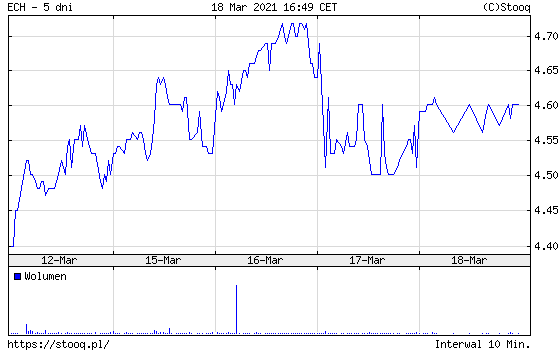 ECH - 5 dni 18 Mar 2021 16:49 CET (C)Stooq
4.70
4.65
4.60
4.55
4.50
4.45
4.40
12-Mar 15-Mar 16-Mar 17-Mar 18-Mar
Wolumen
https://stooq.pl/ Interwal 10 Min.